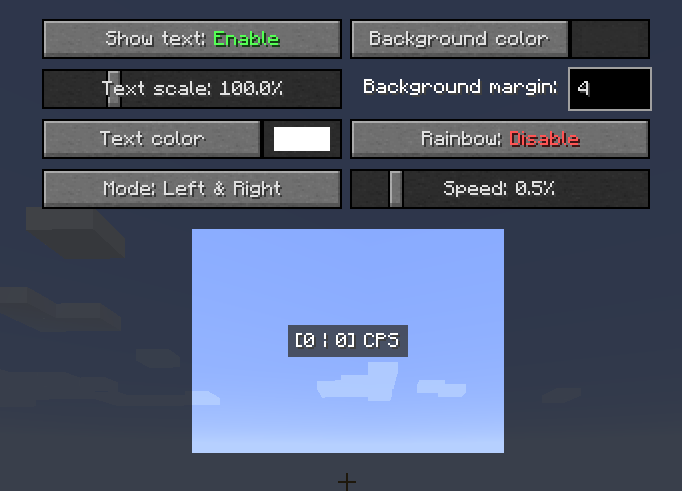 Show text: Enable
Background color
Text scale: 100.0%
Background margin: 4
Text color
Rainbow: Disable
Mode: Left & Right
Speed: 0.5%
[0 ¦ 0] CPS